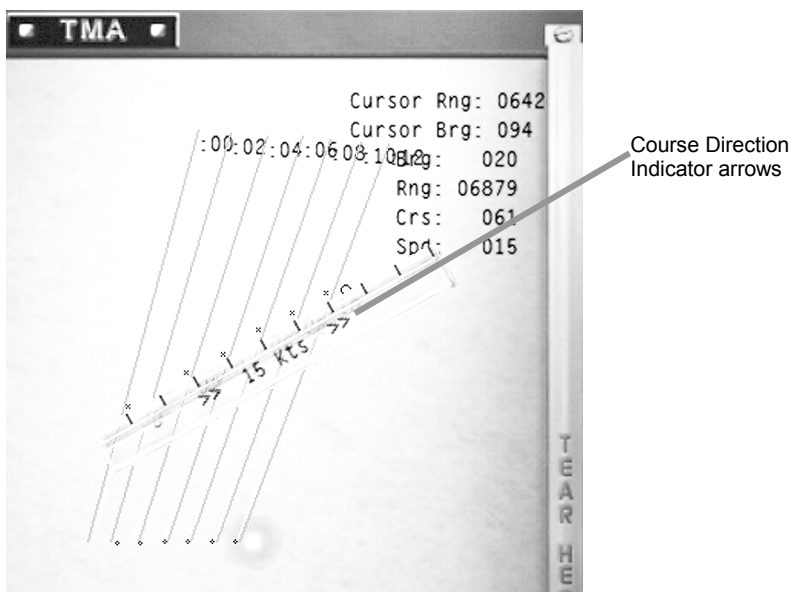 TMA
Cursor Rng: 0642
Cursor Brg: 094
:00 :02 :04 :06 :08 :10 :12
Brg: 020
Rng: 06879
Crs: 061
Spd: 015
Course Direction
Indicator arrows
15 Kts
TEAR HE